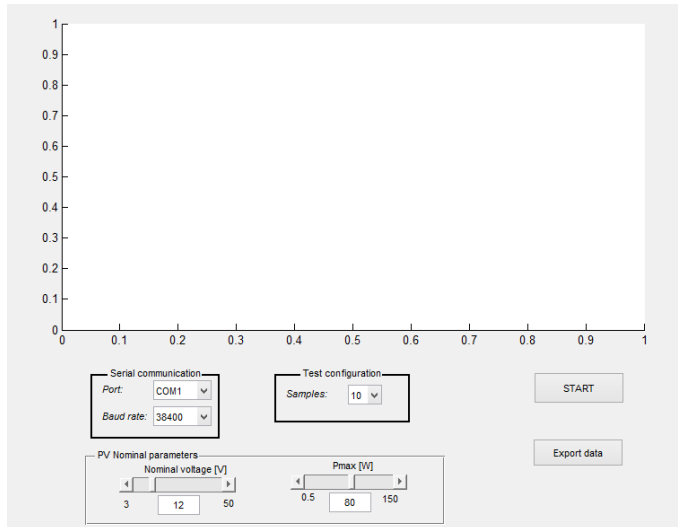 1
0.9
0.8
0.7
0.6
0.5
0.4
0.3
0.2
0.1
0
0 0.1 0.2 0.3 0.4 0.5 0.6 0.7 0.8 0.9 1
Serial communication
Port: COM1
Baud rate: 38400
Test configuration
Samples: 10
START
Export data
PV Nominal parameters
Nominal voltage [V]
3 12 50
Pmax [W]
0.5 80 150